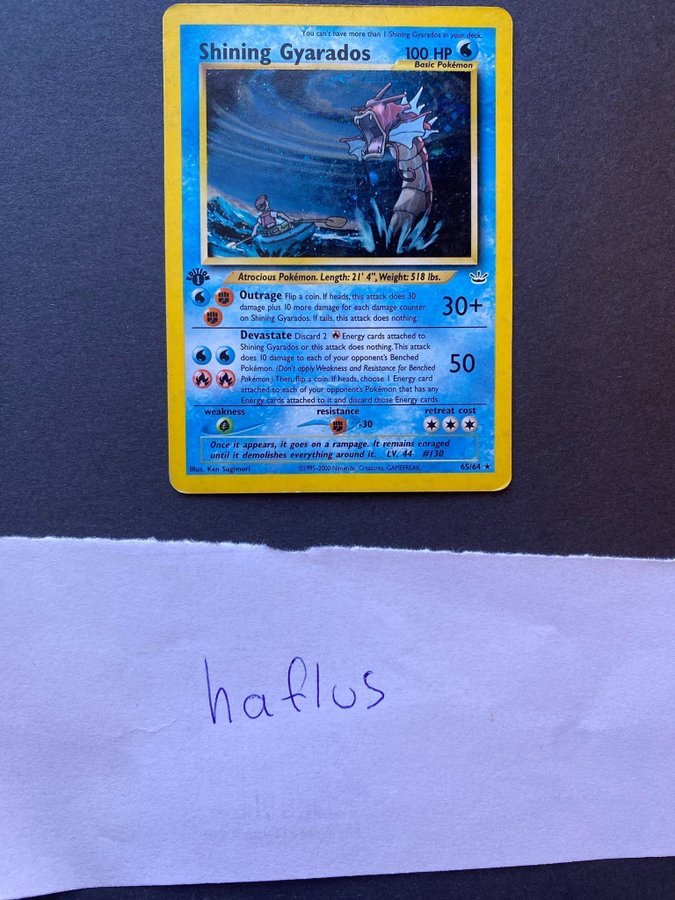 You can't have more than 1 Shining Gyarados in your deck.
Shining Gyarados 100 HP
Basic Pokémon
EDITION
1
Atrocious Pokémon. Length: 21' 4", Weight: 518 lbs.
Outrage Flip a coin. If heads, this attack does 30
damage plus 10 more damage for each damage counter
on Shining Gyarados. If tails, this attack does nothing.
30+
Devastate Discard 2 Energy cards attached to
Shining Gyarados or this attack does nothing. This attack
does 10 damage to each of your opponent's Benched
Pokémon. (Don't apply Weakness and Resistance for Benched
Pokémon.) Then, flip a coin. If heads, choose 1 Energy card
attached to each of your opponent's Pokémon that has any
Energy cards attached to it and discard those Energy cards.
50
weakness resistance retreat cost
-30
Once it appears, it goes on a rampage. It remains enraged
until it demolishes everything around it. LV. 44 #130
Illus. Ken Sugimori ©1995-2000 Nintendo, Creatures, GAMEFREAK. 65/64 ★
haflus